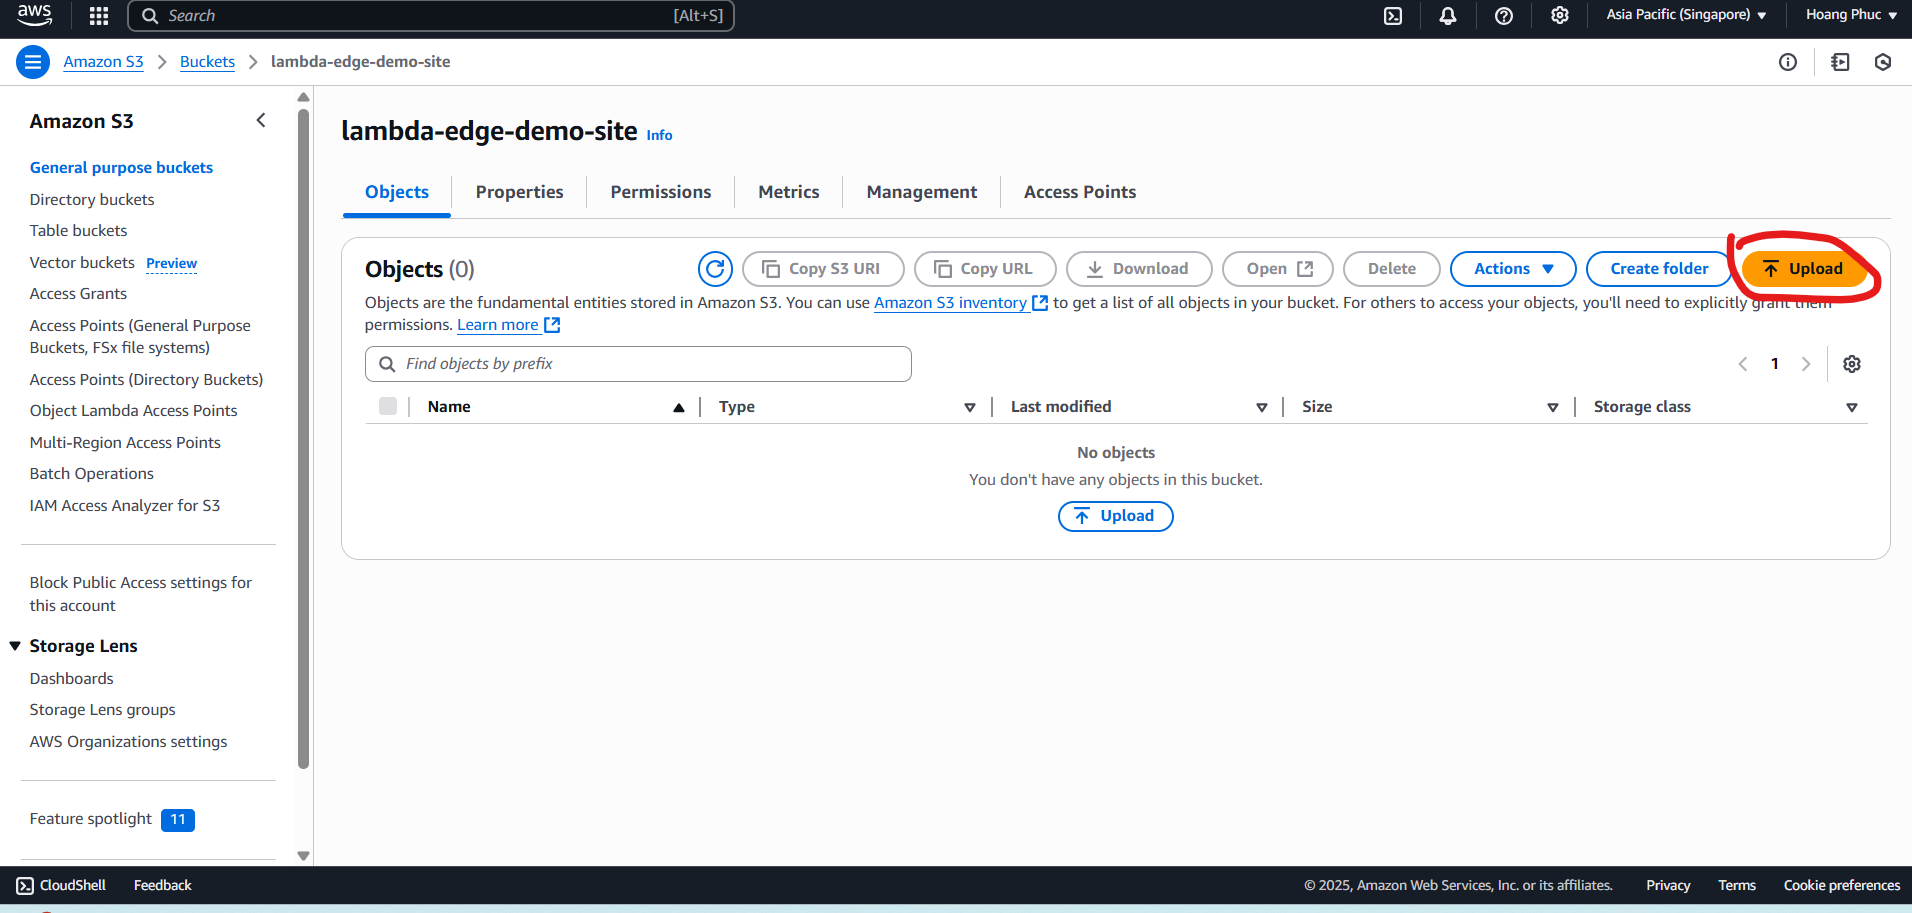 aws
Search [Alt+S]
Asia Pacific (Singapore)
Hoang Phuc
Amazon S3 Buckets lambda-edge-demo-site
Amazon S3
General purpose buckets
Directory buckets
Table buckets
Vector buckets Preview
Access Grants
Access Points (General Purpose
Buckets, FSx file systems)
Access Points (Directory Buckets)
Object Lambda Access Points
Multi-Region Access Points
Batch Operations
IAM Access Analyzer for S3
Block Public Access settings for
this account
Storage Lens
Dashboards
Storage Lens groups
AWS Organizations settings
Feature spotlight 11
lambda-edge-demo-site Info
Objects Properties Permissions Metrics Management Access Points
Objects (0)
Copy S3 URI Copy URL Download Open Delete Actions Create folder Upload
Objects are the fundamental entities stored in Amazon S3. You can use Amazon S3 inventory to get a list of all objects in your bucket. For others to access your objects, you'll need to explicitly grant them
permissions. Learn more
Find objects by prefix
1
Name Type Last modified Size Storage class
No objects
You don't have any objects in this bucket.
Upload
CloudShell Feedback © 2025, Amazon Web Services, Inc. or its affiliates. Privacy Terms Cookie preferences